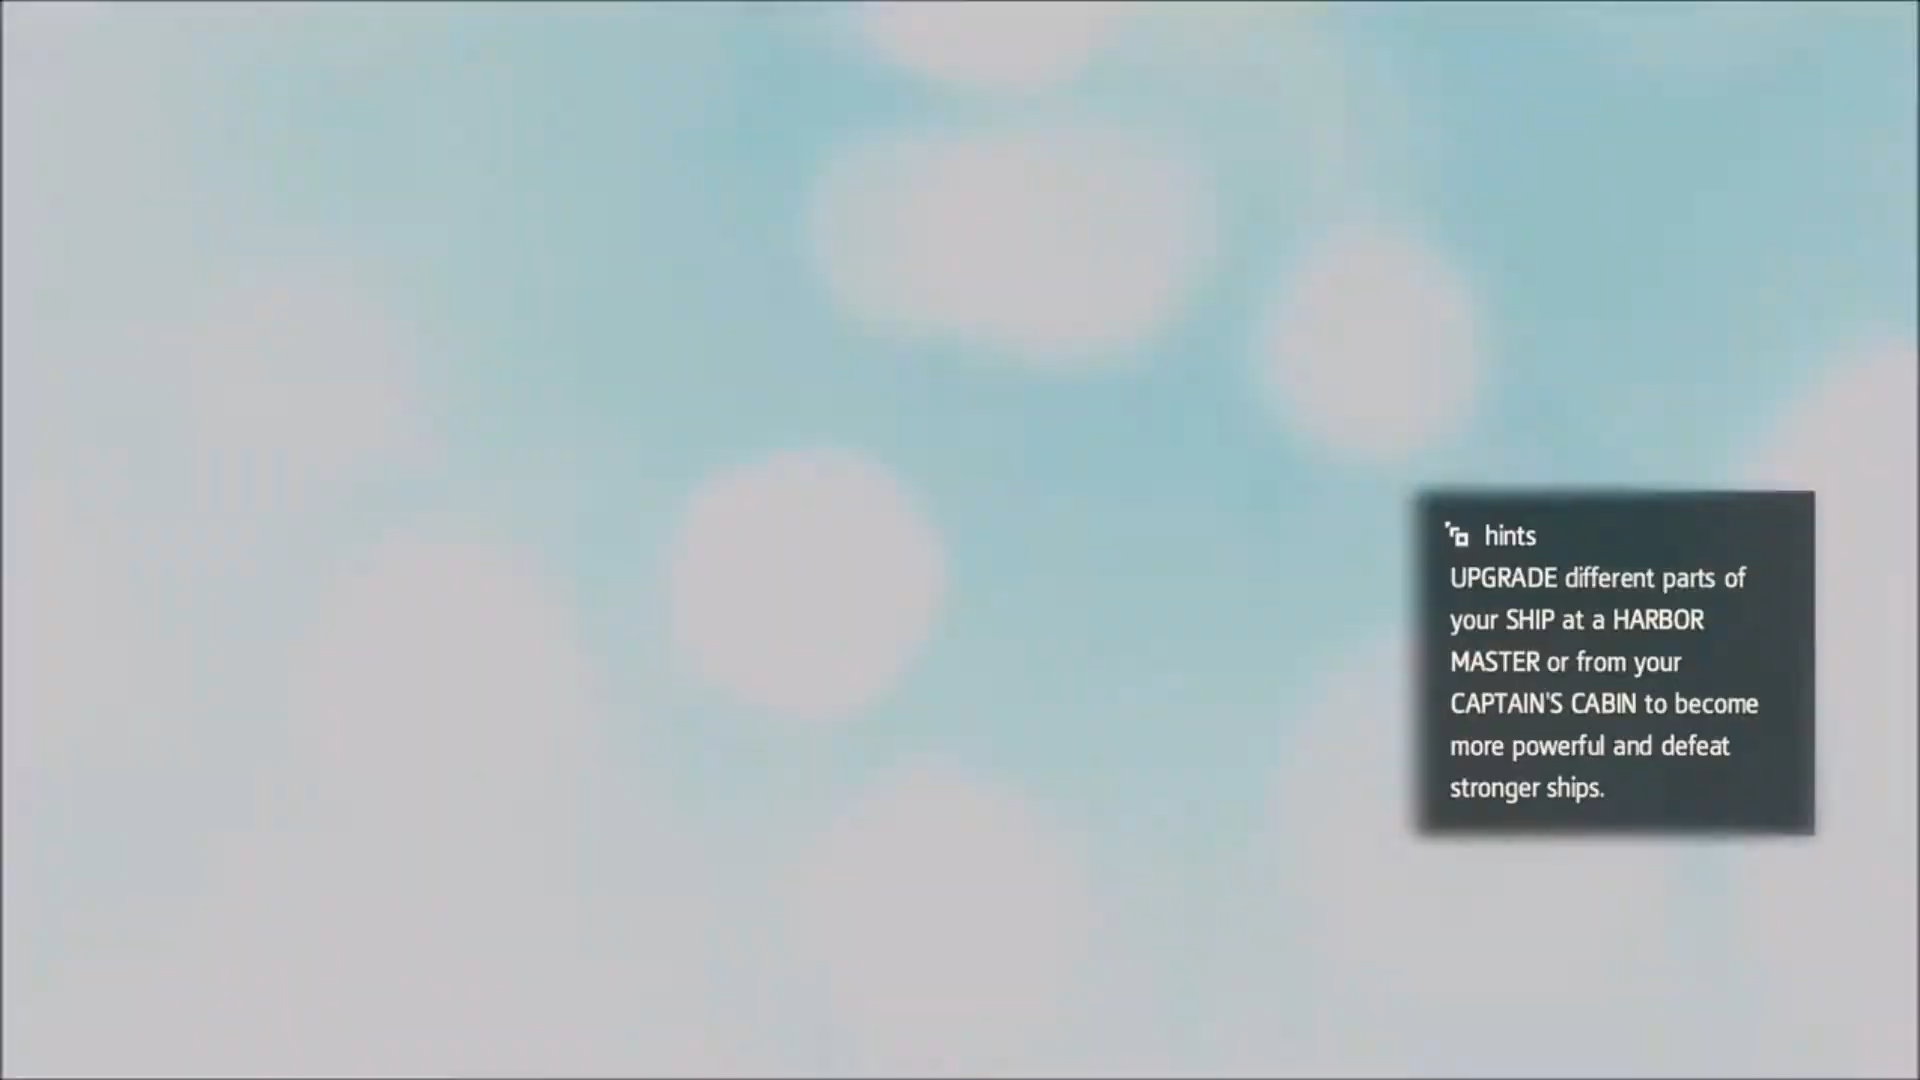 hints
UPGRADE different parts of
your SHIP at a HARBOR
MASTER or from your
CAPTAIN'S CABIN to become
more powerful and defeat
stronger ships.